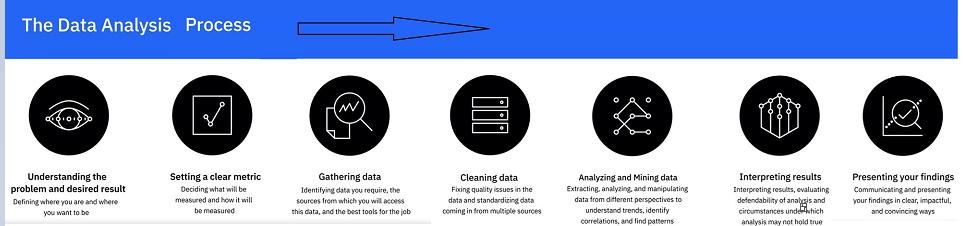 The Data Analysis Process
Understanding the
problem and desired result
Defining where you are and where
you want to be
Setting a clear metric
Deciding what will be
measured and how it will
be measured
Gathering data
Identifying data you require, the
sources from which you will access
this data, and the best tools for the job
Cleaning data
Fixing quality issues in the
data and standardizing data
coming in from multiple sources
Analyzing and Mining data
Extracting, analyzing, and manipulating
data from different perspectives to
understand trends, identify
correlations, and find patterns
Interpreting results
Interpreting results, evaluating
defendability of analysis and
circumstances under which
analysis may not hold true
Presenting your findings
Communicating and presenting
your findings in clear, impactful,
and convincing ways